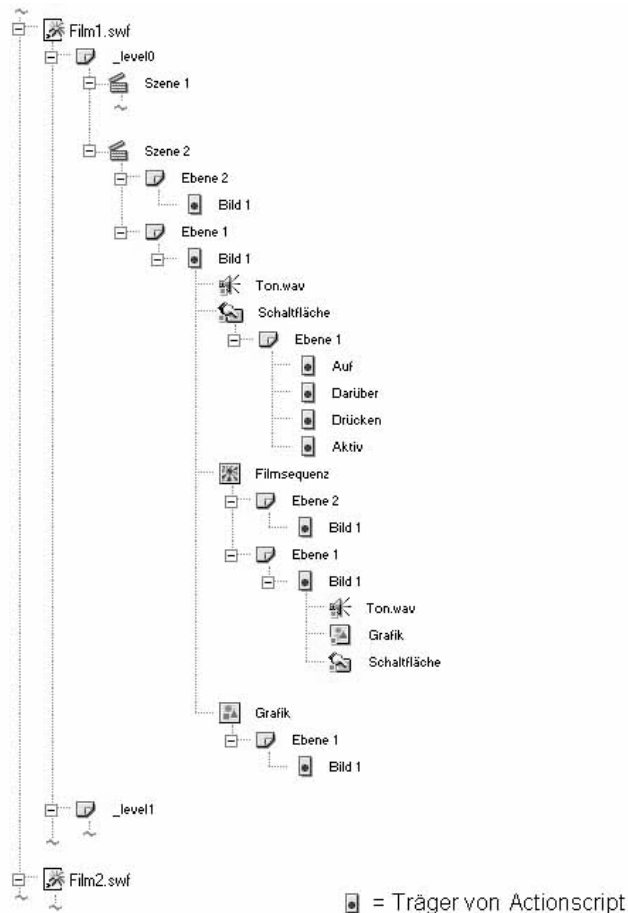 Film1.swf
_level0
Szene 1
Szene 2
Ebene 2
Bild 1
Ebene 1
Bild 1
Ton.wav
Schaltfläche
Ebene 1
Auf
Darüber
Drücken
Aktiv
Filmsequenz
Ebene 2
Bild 1
Ebene 1
Bild 1
Ton.wav
Grafik
Schaltfläche
Grafik
Ebene 1
Bild 1
_level1
Film2.swf
= Träger von Actionscript